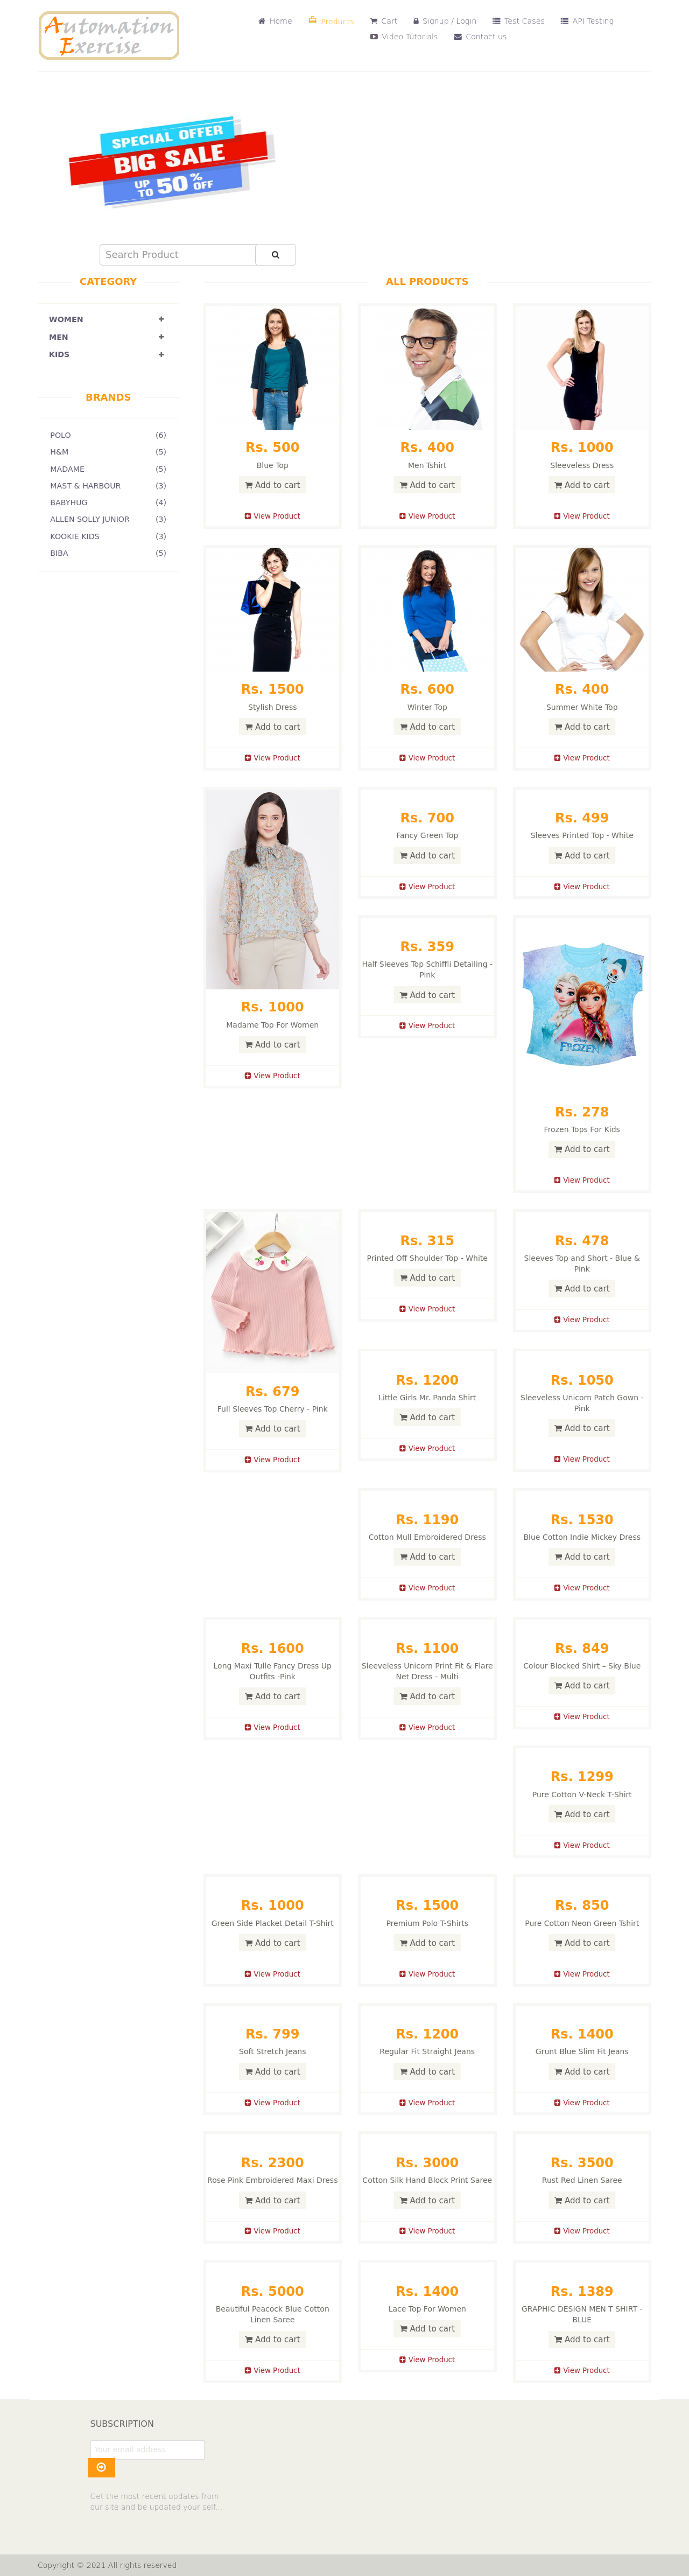 Automation
Exercise
Home
Products
Cart
Signup / Login
Test Cases
API Testing
Video Tutorials
Contact us
SPECIAL OFFER
BIG SALE
UP TO 50% OFF
Search Product
CATEGORY
WOMEN
MEN
KIDS
BRANDS
POLO (6)
H&M (5)
MADAME (5)
MAST & HARBOUR (3)
BABYHUG (4)
ALLEN SOLLY JUNIOR (3)
KOOKIE KIDS (3)
BIBA (5)
ALL PRODUCTS
Rs. 500
Blue Top
Add to cart
View Product
Rs. 400
Men Tshirt
Add to cart
View Product
Rs. 1000
Sleeveless Dress
Add to cart
View Product
Rs. 1500
Stylish Dress
Add to cart
View Product
Rs. 600
Winter Top
Add to cart
View Product
Rs. 400
Summer White Top
Add to cart
View Product
Rs. 1000
Madame Top For Women
Add to cart
View Product
Rs. 700
Fancy Green Top
Add to cart
View Product
Rs. 499
Sleeves Printed Top - White
Add to cart
View Product
Rs. 359
Half Sleeves Top Schiffli Detailing -
Pink
Add to cart
View Product
Disney
FROZEN
Rs. 278
Frozen Tops For Kids
Add to cart
View Product
Rs. 679
Full Sleeves Top Cherry - Pink
Add to cart
View Product
Rs. 315
Printed Off Shoulder Top - White
Add to cart
View Product
Rs. 478
Sleeves Top and Short - Blue &
Pink
Add to cart
View Product
Rs. 1200
Little Girls Mr. Panda Shirt
Add to cart
View Product
Rs. 1050
Sleeveless Unicorn Patch Gown -
Pink
Add to cart
View Product
Rs. 1190
Cotton Mull Embroidered Dress
Add to cart
View Product
Rs. 1530
Blue Cotton Indie Mickey Dress
Add to cart
View Product
Rs. 1600
Long Maxi Tulle Fancy Dress Up
Outfits -Pink
Add to cart
View Product
Rs. 1100
Sleeveless Unicorn Print Fit & Flare
Net Dress - Multi
Add to cart
View Product
Rs. 849
Colour Blocked Shirt – Sky Blue
Add to cart
View Product
Rs. 1299
Pure Cotton V-Neck T-Shirt
Add to cart
View Product
Rs. 1000
Green Side Placket Detail T-Shirt
Add to cart
View Product
Rs. 1500
Premium Polo T-Shirts
Add to cart
View Product
Rs. 850
Pure Cotton Neon Green Tshirt
Add to cart
View Product
Rs. 799
Soft Stretch Jeans
Add to cart
View Product
Rs. 1200
Regular Fit Straight Jeans
Add to cart
View Product
Rs. 1400
Grunt Blue Slim Fit Jeans
Add to cart
View Product
Rs. 2300
Rose Pink Embroidered Maxi Dress
Add to cart
View Product
Rs. 3000
Cotton Silk Hand Block Print Saree
Add to cart
View Product
Rs. 3500
Rust Red Linen Saree
Add to cart
View Product
Rs. 5000
Beautiful Peacock Blue Cotton
Linen Saree
Add to cart
View Product
Rs. 1400
Lace Top For Women
Add to cart
View Product
Rs. 1389
GRAPHIC DESIGN MEN T SHIRT -
BLUE
Add to cart
View Product
SUBSCRIPTION
Your email address
Get the most recent updates from
our site and be updated your self...
Copyright © 2021 All rights reserved